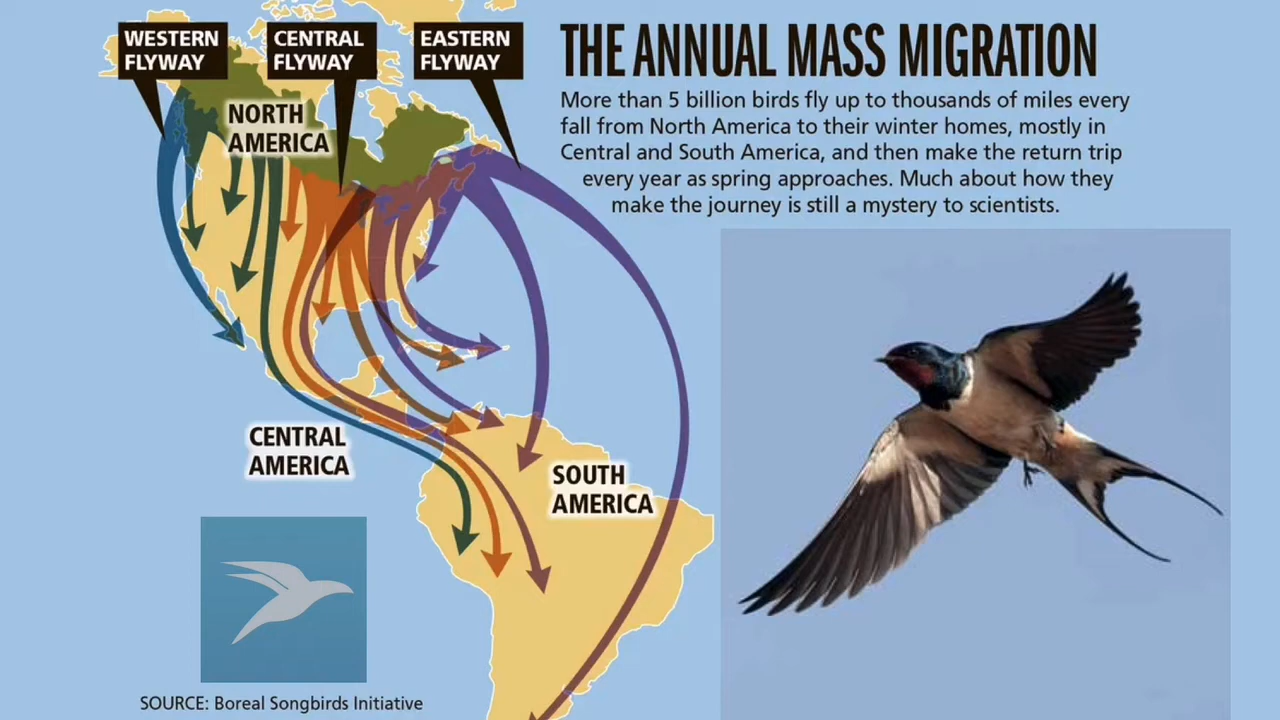 WESTERN
FLYWAY
CENTRAL
FLYWAY
EASTERN
FLYWAY
THE ANNUAL MASS MIGRATION
More than 5 billion birds fly up to thousands of miles every
fall from North America to their winter homes, mostly in
Central and South America, and then make the return trip
every year as spring approaches. Much about how they
make the journey is still a mystery to scientists.
NORTH
AMERICA
CENTRAL
AMERICA
SOUTH
AMERICA
SOURCE: Boreal Songbirds Initiative